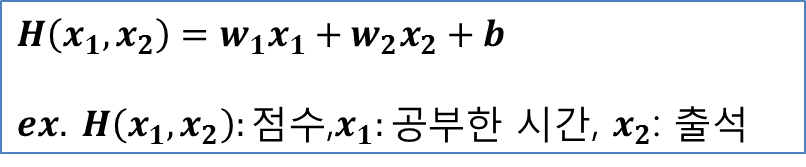 H(x₁, x₂) = w₁x₁ + w₂x₂ + b
ex. H(x₁, x₂): 점수,x₁: 공부한 시간, x₂: 출석